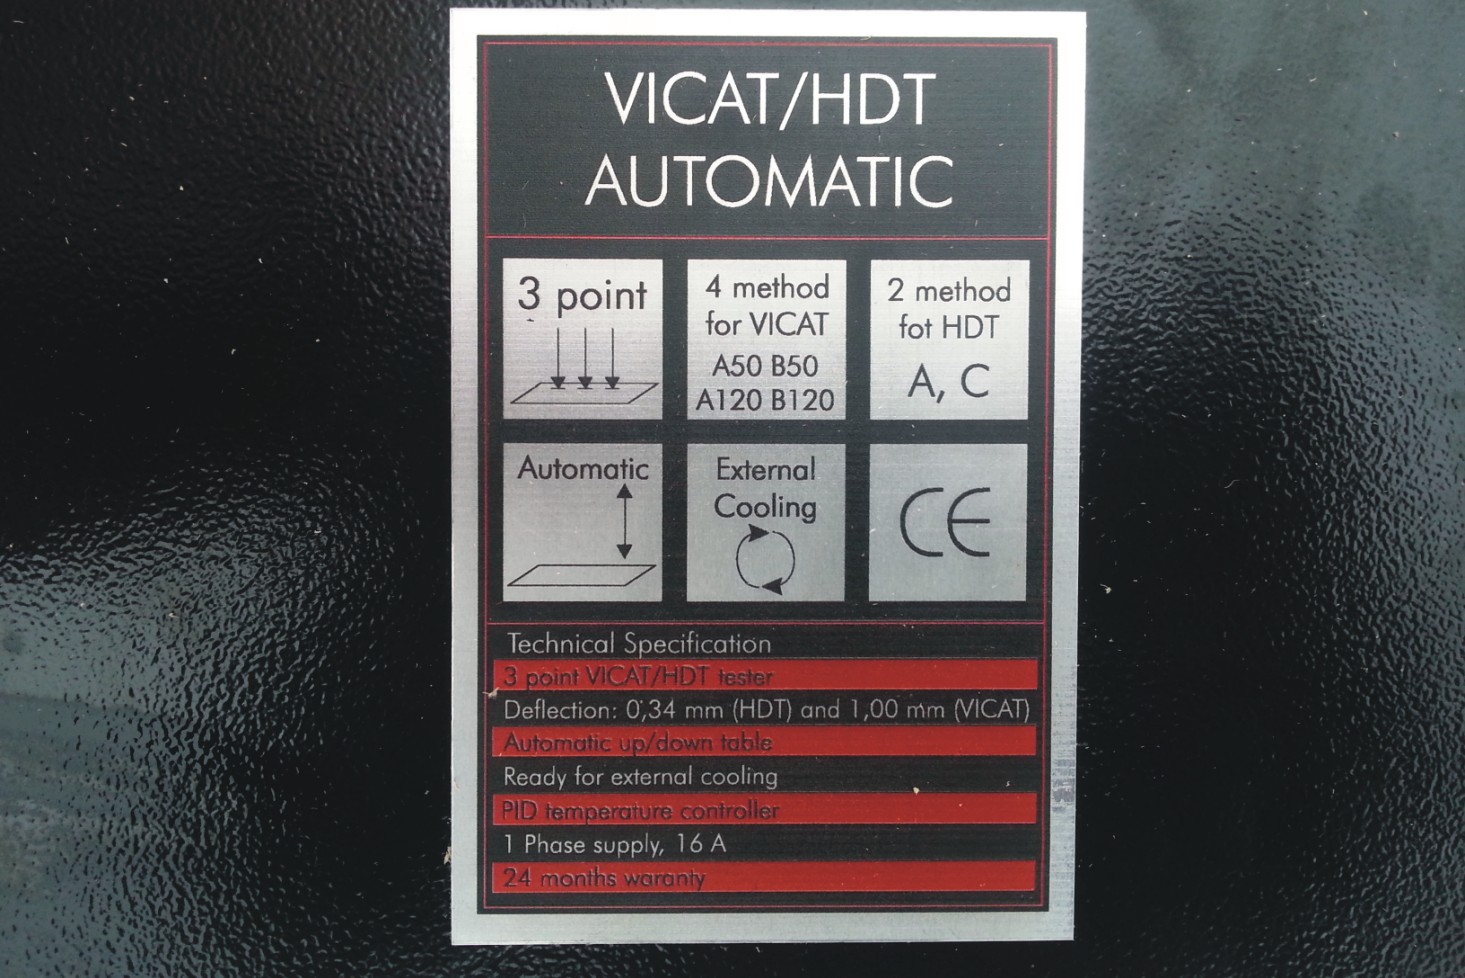 VICAT/HDT
AUTOMATIC
3 point
4 method
for VICAT
A50 B50
A120 B120
2 method
fot HDT
A, C
Automatic
External
Cooling
CE
Technical Specification
3 point VICAT/HDT tester
Deflection: 0,34 mm (HDT) and 1,00 mm (VICAT)
Automatic up/down table
Ready for external cooling
PID temperature controller
1 Phase supply, 16 A
24 months waranty